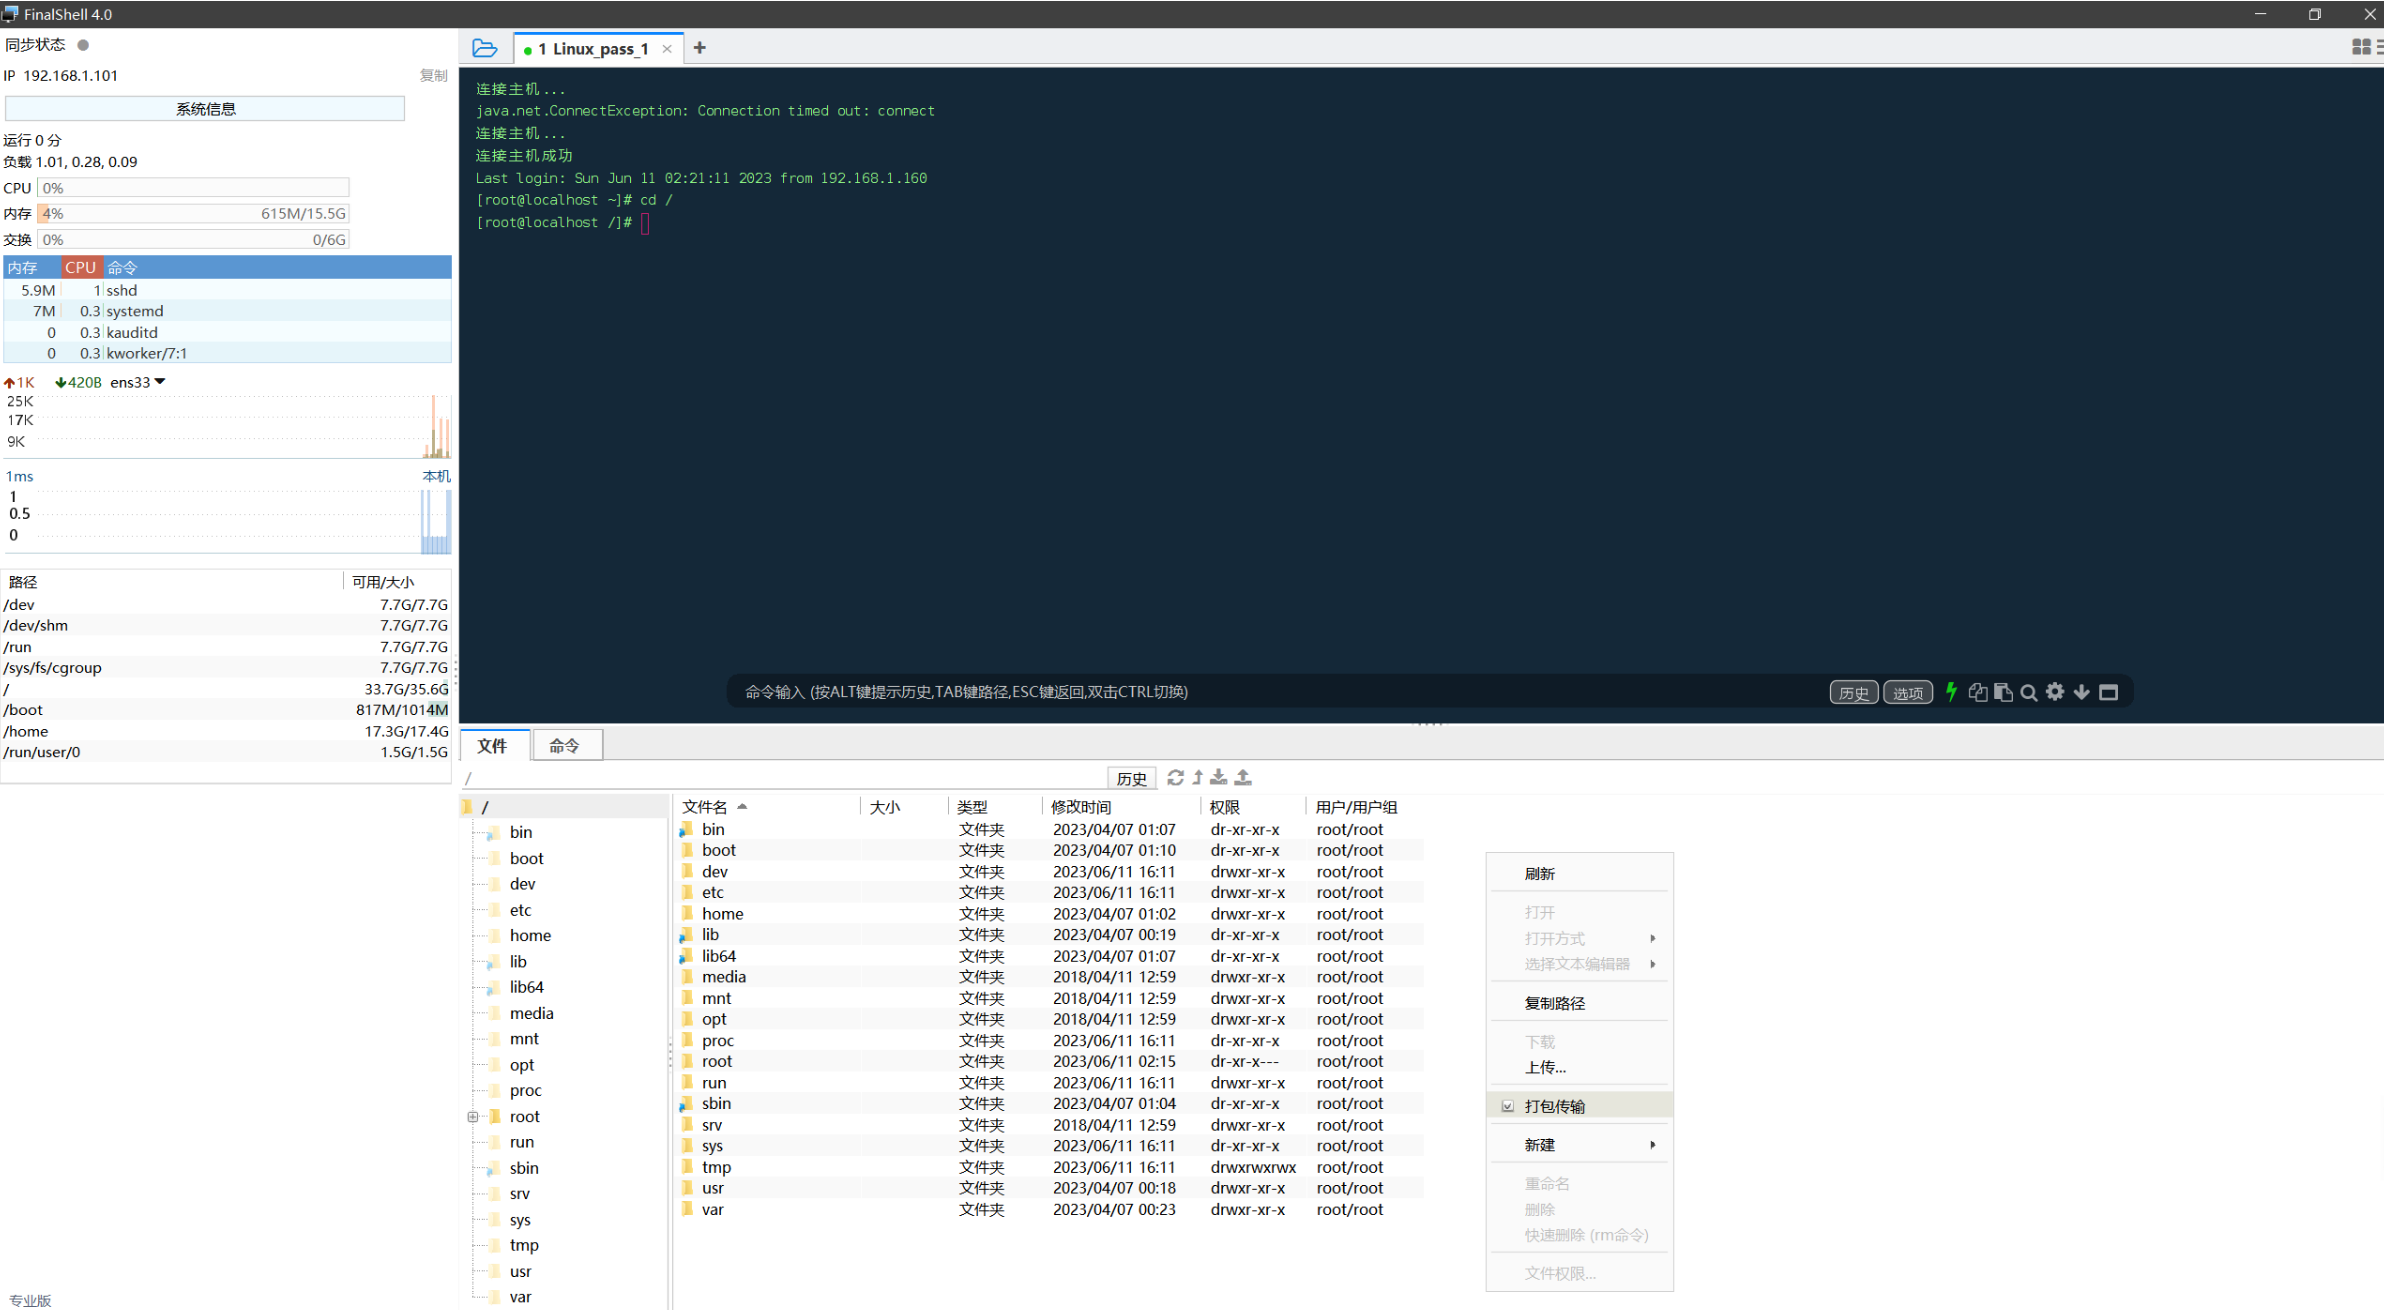 FinalShell 4.0
同步状态
IP 192.168.1.101 复制
系统信息
运行 0 分
负载 1.01, 0.28, 0.09
CPU 0%
内存 4% 615M/15.5G
交换 0% 0/6G
内存 CPU 命令
5.9M 1 sshd
7M 0.3 systemd
0 0.3 kauditd
0 0.3 kworker/7:1
1K 420B ens33
25K
17K
9K
1ms 本机
1
0.5
0
路径 可用/大小
/dev 7.7G/7.7G
/dev/shm 7.7G/7.7G
/run 7.7G/7.7G
/sys/fs/cgroup 7.7G/7.7G
/ 33.7G/35.6G
/boot 817M/1014M
/home 17.3G/17.4G
/run/user/0 1.5G/1.5G
专业版
1 Linux_pass_1
连接主机...
java.net.ConnectException: Connection timed out: connect
连接主机...
连接主机成功
Last login: Sun Jun 11 02:21:11 2023 from 192.168.1.160
[root@localhost ~]# cd /
[root@localhost /]#
命令输入 (按ALT键提示历史,TAB键路径,ESC键返回,双击CTRL切换) 历史 选项
文件 命令
/ 历史
/
bin
boot
dev
etc
home
lib
lib64
media
mnt
opt
proc
root
run
sbin
srv
sys
tmp
usr
var
文件名 大小 类型 修改时间 权限 用户/用户组
bin 文件夹 2023/04/07 01:07 dr-xr-xr-x root/root
boot 文件夹 2023/04/07 01:10 dr-xr-xr-x root/root
dev 文件夹 2023/06/11 16:11 drwxr-xr-x root/root
etc 文件夹 2023/06/11 16:11 drwxr-xr-x root/root
home 文件夹 2023/04/07 01:02 drwxr-xr-x root/root
lib 文件夹 2023/04/07 00:19 dr-xr-xr-x root/root
lib64 文件夹 2023/04/07 01:07 dr-xr-xr-x root/root
media 文件夹 2018/04/11 12:59 drwxr-xr-x root/root
mnt 文件夹 2018/04/11 12:59 drwxr-xr-x root/root
opt 文件夹 2018/04/11 12:59 drwxr-xr-x root/root
proc 文件夹 2023/06/11 16:11 dr-xr-xr-x root/root
root 文件夹 2023/06/11 02:15 dr-xr-x--- root/root
run 文件夹 2023/06/11 16:11 drwxr-xr-x root/root
sbin 文件夹 2023/04/07 01:04 dr-xr-xr-x root/root
srv 文件夹 2018/04/11 12:59 drwxr-xr-x root/root
sys 文件夹 2023/06/11 16:11 dr-xr-xr-x root/root
tmp 文件夹 2023/06/11 16:11 drwxrwxrwx root/root
usr 文件夹 2023/04/07 00:18 drwxr-xr-x root/root
var 文件夹 2023/04/07 00:23 drwxr-xr-x root/root
刷新
打开
打开方式
选择文本编辑器
复制路径
下载
上传...
打包传输
新建
重命名
删除
快速删除 (rm命令)
文件权限...